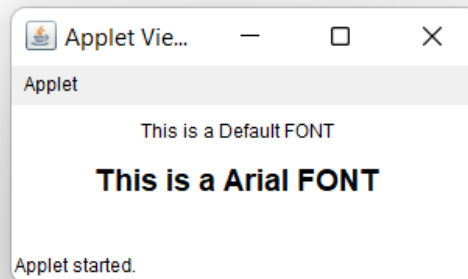 Applet Vie...
Applet
This is a Default FONT
This is a Arial FONT
Applet started.